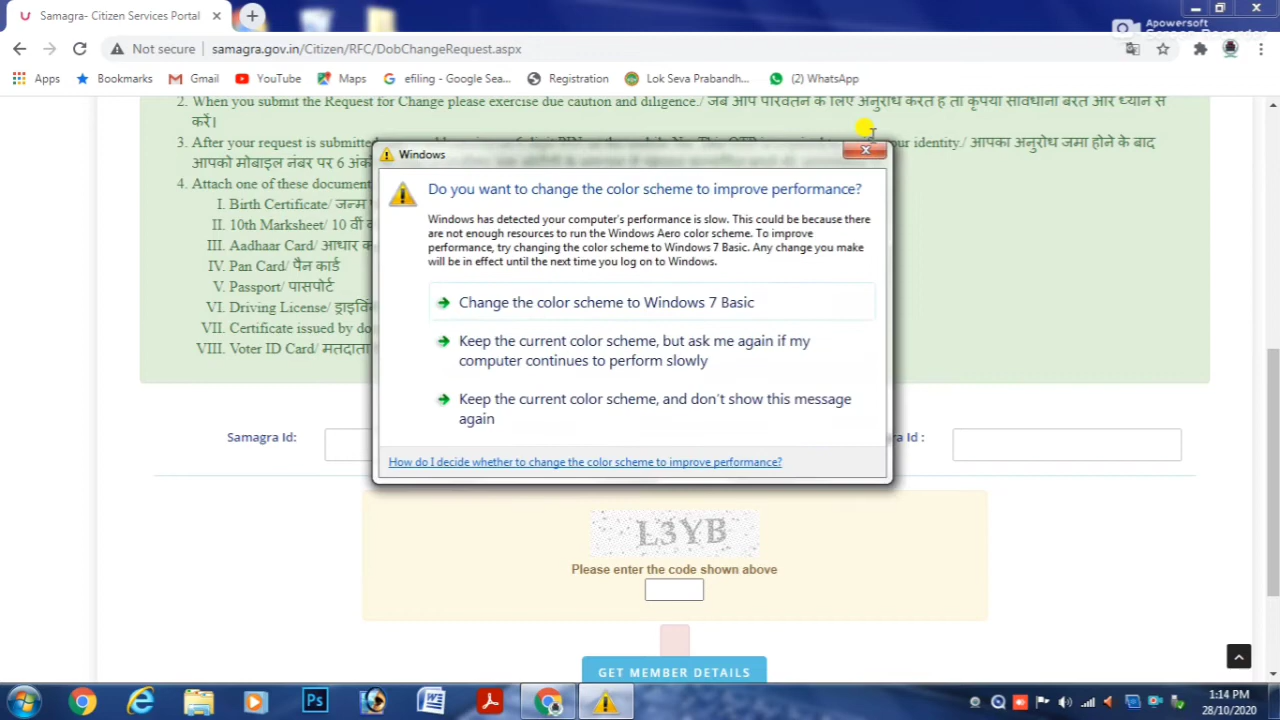 Samagra- Citizen Services Portal
Apowersoft
Screen Recorder
Not secure
samagra.gov.in/Citizen/RFC/DobChangeRequest.aspx
Apps
Bookmarks
Gmail
YouTube
Maps
efiling - Google Sea...
Registration
Lok Seva Prabandh...
(2) WhatsApp
2. When you submit the Request for Change please exercise due caution and diligence./ जब आप परिवर्तन के लिए अनुरोध करते है तो कृपया सावधानी बरते और ध्यान से
करें।
3. After your request is submitted
your identity./ आपका अनुरोध जमा होने के बाद
आपको मोबाइल नंबर पर 6
4. Attach one of these document
I. Birth Certificate/
II. 10th Marksheet/ 10 वीं
III. Aadhaar Card/ आधार
IV. Pan Card/ पैन कार्ड
V. Passport/ पासपोर्ट
VI. Driving License/
VII. Certificate issued by
VIII. Voter ID Card/
Windows
Do you want to change the color scheme to improve performance?
Windows has detected your computer's performance is slow. This could be because there
are not enough resources to run the Windows Aero color scheme. To improve
performance, try changing the color scheme to Windows 7 Basic. Any change you make
will be in effect until the next time you log on to Windows.
Change the color scheme to Windows 7 Basic
Keep the current color scheme, but ask me again if my
computer continues to perform slowly
Keep the current color scheme, and don't show this message
again
How do I decide whether to change the color scheme to improve performance?
Samagra Id:
Id :
L3YB
Please enter the code shown above
GET MEMBER DETAILS
Ps
1:14 PM
28/10/2020